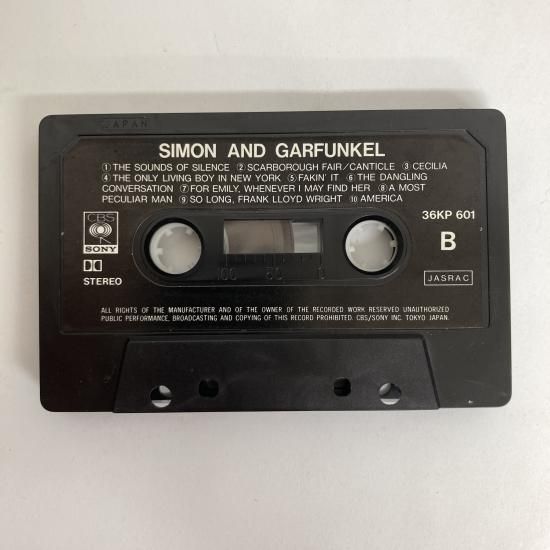 JAPAN
SIMON AND GARFUNKEL
①THE SOUNDS OF SILENCE ②SCARBOROUGH FAIR/CANTICLE ③CECILIA
④THE ONLY LIVING BOY IN NEW YORK ⑤FAKIN' IT ⑥THE DANGLING
CONVERSATION ⑦FOR EMILY, WHENEVER I MAY FIND HER ⑧A MOST
PECULIAR MAN ⑨SO LONG, FRANK LLOYD WRIGHT ⑩AMERICA
CBS
SONY
STEREO
36KP 601
B
100 50 0
JASRAC
ALL RIGHTS OF THE MANUFACTURER AND OF THE OWNER OF THE RECORDED WORK RESERVED UNAUTHORIZED
PUBLIC PERFORMANCE, BROADCASTING AND COPYING OF THIS RECORD PROHIBITED. CBS/SONY INC. TOKYO JAPAN.